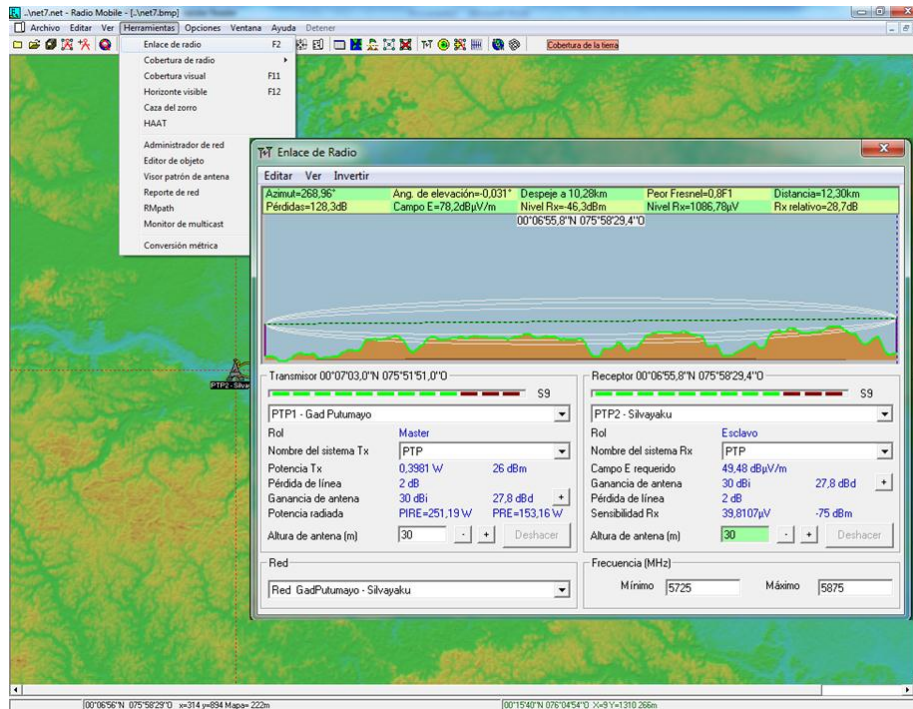 ..\net7.net - Radio Mobile - [..\net7.bmp]
Archivo Editar Ver Herramientas Opciones Ventana Ayuda Detener
Cobertura de la tierra
Enlace de radio F2
Cobertura de radio
Cobertura visual F11
Horizonte visible F12
Caza del zorro
HAAT
Administrador de red
Editor de objeto
Visor patrón de antena
Reporte de red
RMpath
Monitor de multicast
Conversión métrica
Enlace de Radio
Editar Ver Invertir
Azimut=268,96° Ang. de elevación=-0,031° Despeje a 10,28km Peor Fresnel=0,8F1 Distancia=12,30km
Pérdidas=128,3dB Campo E=78,2dBµV/m Nivel Rx=-46,3dBm Nivel Rx=1086,78µV Rx relativo=28,7dB
00°06'55,8"N 075°58'29,4"O
Transmisor 00°07'03,0"N 075°51'51,0"O
S9
PTP1 - Gad Putumayo
Rol Master
Nombre del sistema Tx PTP
Potencia Tx 0,3981 W 26 dBm
Pérdida de línea 2 dB
Ganancia de antena 30 dBi 27,8 dBd +
Potencia radiada PIRE=251,19 W PRE=153,16 W
Altura de antena (m) 30 - + Deshacer
Red
Red GadPutumayo - Silvayaku
Receptor 00°06'55,8"N 075°58'29,4"O
S9
PTP2 - Silvayaku
Rol Esclavo
Nombre del sistema Rx PTP
Campo E requerido 49,48 dBµV/m
Ganancia de antena 30 dBi 27,8 dBd +
Pérdida de línea 2 dB
Sensibilidad Rx 39,8107µV -75 dBm
Altura de antena (m) 30 - + Deshacer
Frecuencia (MHz)
Mínimo 5725 Máximo 5875
00°06'56"N 075°58'29"O x=314 y=894 Mapa= 222m
00°15'40"N 076°04'54"O X=9 Y=1310 266m